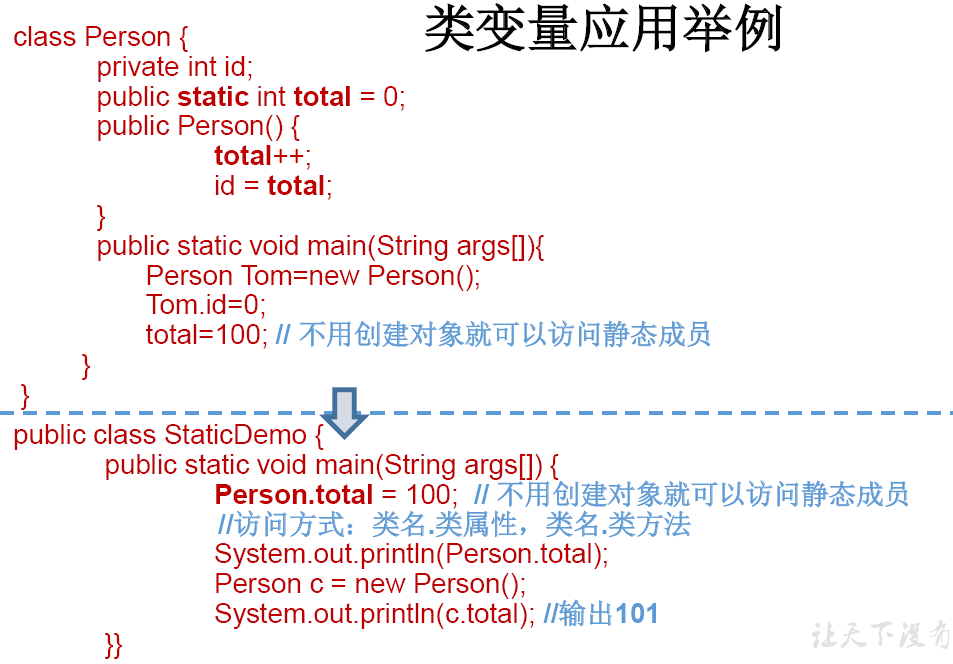 类变量应用举例
class Person {
private int id;
public static int total = 0;
public Person() {
total++;
id = total;
}
public static void main(String args[]){
Person Tom=new Person();
Tom.id=0;
total=100; // 不用创建对象就可以访问静态成员
}
}
public class StaticDemo {
public static void main(String args[]) {
Person.total = 100; // 不用创建对象就可以访问静态成员
//访问方式：类名.类属性，类名.类方法
System.out.println(Person.total);
Person c = new Person();
System.out.println(c.total); //输出101
}}
让天下没有